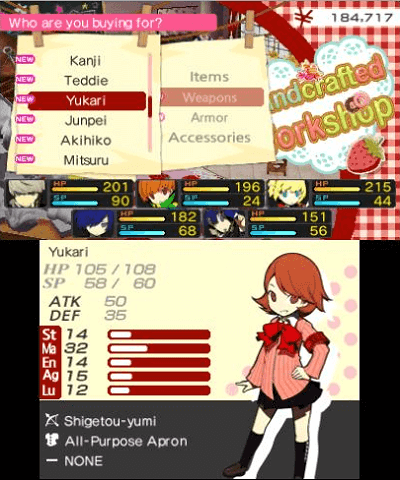 Who are you buying for?
¥ 184,717
NEW Kanji
NEW Teddie
NEW Yukari
NEW Junpei
NEW Akihiko
NEW Mitsuru
Items
Weapons
Armor
Accessories
Handcrafted
Workshop
HP 201
SP 90
HP 196
SP 24
HP 215
SP 44
HP 182
SP 68
HP 151
SP 56
Yukari
HP 105 / 108
SP 58 / 60
ATK 50
DEF 35
St 14
Ma 32
En 14
Ag 15
Lu 12
Shigetou-yumi
All-Purpose Apron
NONE